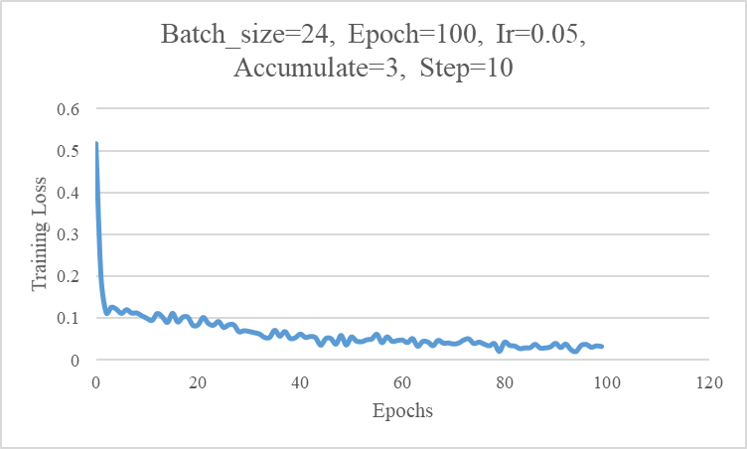 Batch_size=24, Epoch=100, Ir=0.05,
Accumulate=3, Step=10
0.6
0.5
0.4
0.3
0.2
0.1
0
Training Loss
0 20 40 60 80 100 120
Epochs